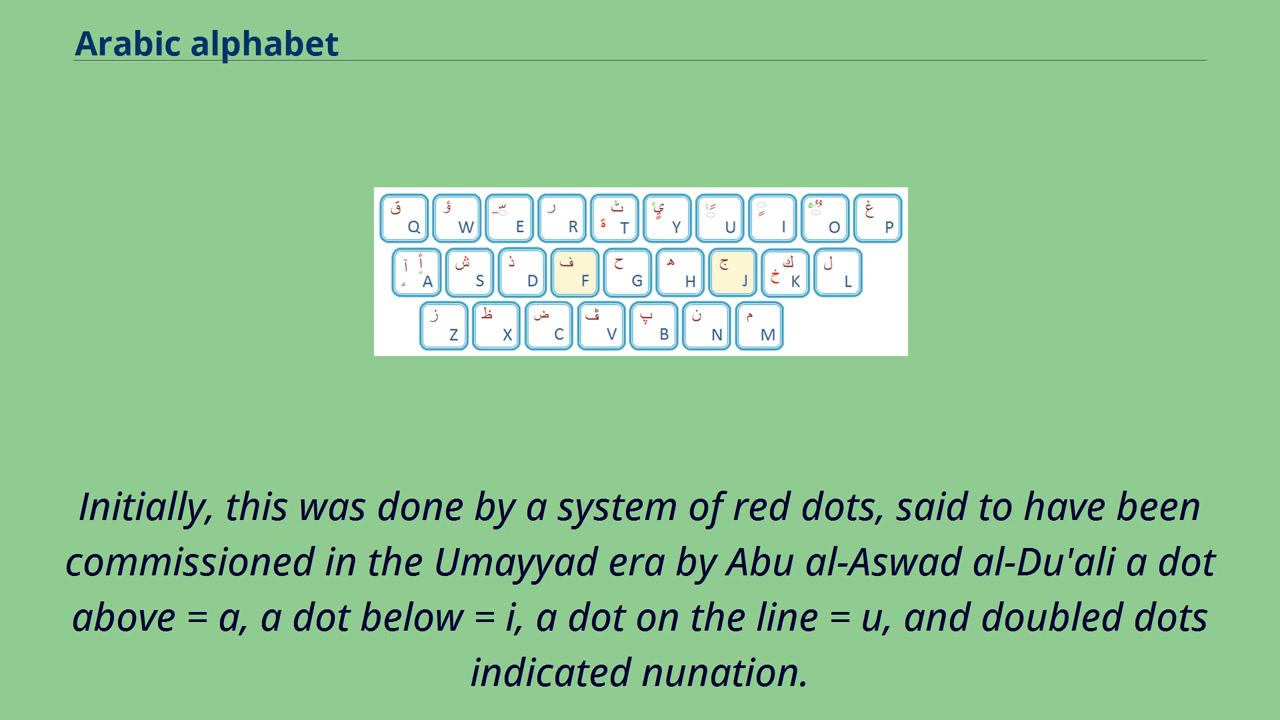 Arabic alphabet
ق Q ؤ W E ر R ث ة T ي Y U I O غ P
آ أ A ش S ذ D ف F ح G ه H ج J ك خ K ل L
ز Z ظ X ض C ڤ V پ B ن N م M
Initially, this was done by a system of red dots, said to have been
commissioned in the Umayyad era by Abu al-Aswad al-Du'ali a dot
above = a, a dot below = i, a dot on the line = u, and doubled dots
indicated nunation.